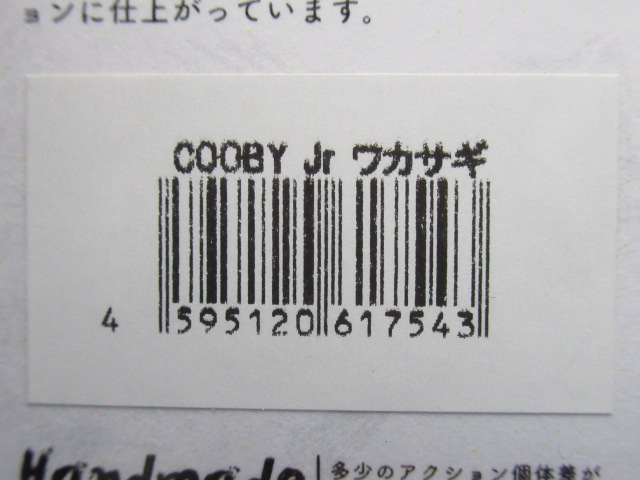 ョンに仕上がっています。
COOBY Jr ワカサギ
4 595120 617543
Handmade
多少のアクション個体差が